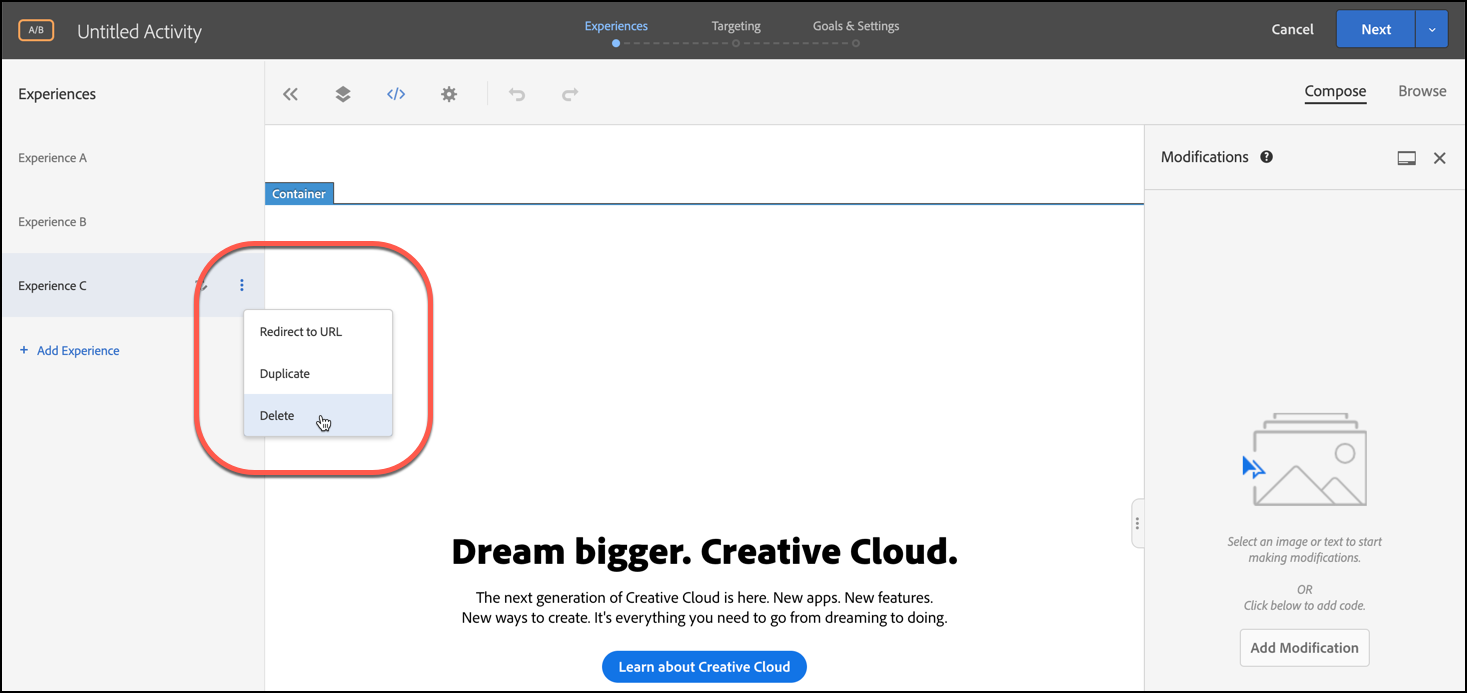 A/B
Untitled Activity
Experiences
Targeting
Goals & Settings
Cancel
Next
Experiences
Compose
Browse
Experience A
Experience B
Experience C
+ Add Experience
Redirect to URL
Duplicate
Delete
Container
Dream bigger. Creative Cloud.
The next generation of Creative Cloud is here. New apps. New features.
New ways to create. It's everything you need to go from dreaming to doing.
Learn about Creative Cloud
Modifications ?
Select an image or text to start
making modifications.
OR
Click below to add code.
Add Modification